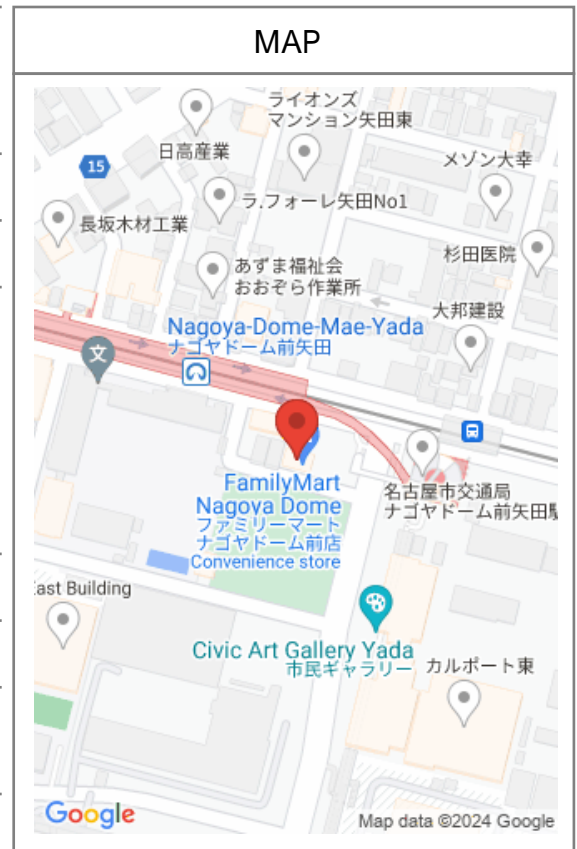 MAP
ライオンズ
マンション矢田東
日高産業
15
メゾン大幸
ラ.フォーレ矢田No1
長坂木材工業
杉田医院
あずま福祉会
おおぞら作業所
大邦建設
Nagoya-Dome-Mae-Yada
ナゴヤドーム前矢田
文
FamilyMart
Nagoya Dome
ファミリーマート
ナゴヤドーム前店
Convenience store
名古屋市交通局
ナゴヤドーム前矢田駅
East Building
Civic Art Gallery Yada
市民ギャラリー
カルポート東
Google
Map data ©2024 Google